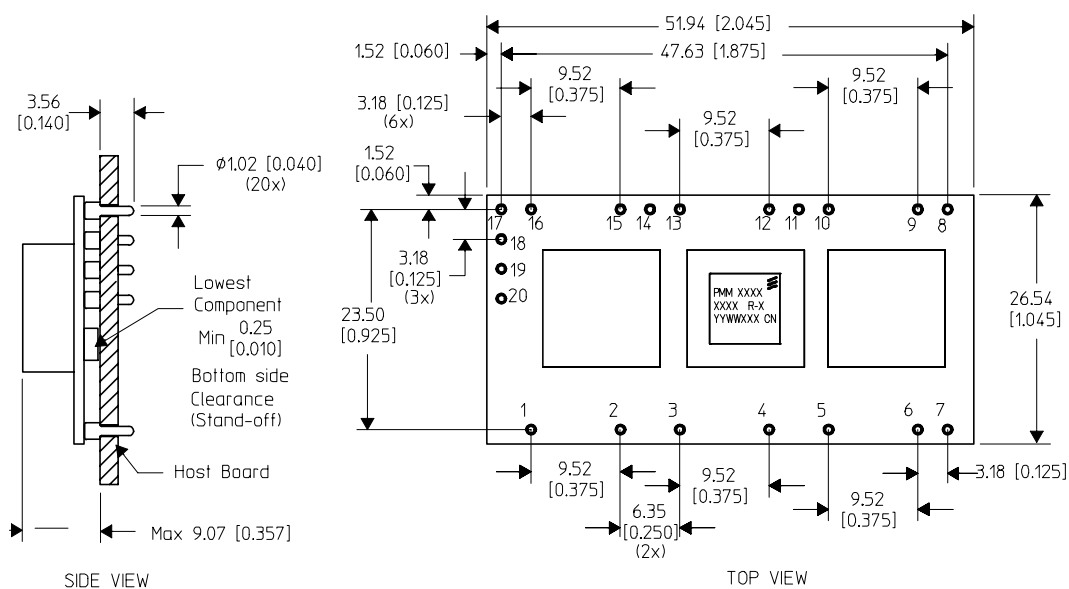 51.94 [2.045]
1.52 [0.060]
47.63 [1.875]
9.52
[0.375]
9.52
[0.375]
3.56
[0.140]
3.18 [0.125]
(6x)
9.52
[0.375]
ø1.02 [0.040]
(20x)
1.52
[0.060]
17
16
15
14
13
12
11
10
9
8
18
19
20
3.18
[0.125]
(3x)
Lowest
Component
Min 0.25
[0.010]
Bottom side
Clearance
(Stand-off)
23.50
[0.925]
PMM XXXX
XXXX R-X
YYWWXXX CN
26.54
[1.045]
1
2
3
4
5
6
7
Host Board
9.52
[0.375]
9.52
[0.375]
3.18 [0.125]
9.52
[0.375]
6.35
[0.250]
(2x)
Max 9.07 [0.357]
SIDE VIEW
TOP VIEW